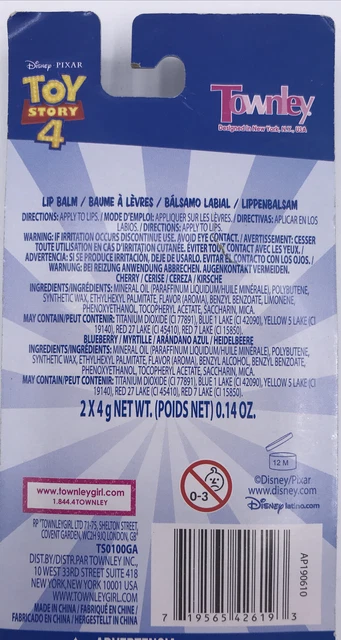 Disney · PIXAR
TOY
STORY
4
Townley
Designed in New York, N.Y., USA
LIP BALM / BAUME À LÈVRES / BÁLSAMO LABIAL / LIPPENBALSAM
DIRECTIONS: APPLY TO LIPS. / MODE D'EMPLOI: APPLIQUER SUR LES LÈVRES. / DIRECTIVAS: APLICAR EN LOS
LABIOS. / DIRECTIONS: APPLY TO LIPS.
WARNING: IF IRRITATION OCCURS DISCONTINUE USE. AVOID EYE CONTACT. / AVERTISSEMENT: CESSER
TOUTE UTILISATION EN CAS D'IRRITATION CUTANÉE. ÉVITER TOUT CONTACT AVEC LES YEUX. /
ADVERTENCIA: SI SE PRODUCE IRRITACIÓN, DEJE DE USARLO. EVITAR EL CONTACTO CON LOS OJOS. /
WARNUNG: BEI REIZUNG ANWENDUNG ABBRECHEN. AUGENKONTAKT VERMEIDEN.
CHERRY / CERISE / CEREZA / KIRSCHE
INGREDIENTS/INGRÉDIENTS: MINERAL OIL (PARAFFINUM LIQUIDUM/HUILE MINÉRALE), POLYBUTENE,
SYNTHETIC WAX, ETHYLHEXYL PALMITATE, FLAVOR (AROMA), BENZYL BENZOATE, LIMONENE,
PHENOXYETHANOL, TOCOPHERYL ACETATE, SACCHARIN, MICA.
MAY CONTAIN/PEUT CONTENIR: TITANIUM DIOXIDE (CI 77891), BLUE 1 LAKE (CI 42090), YELLOW 5 LAKE (CI
19140), RED 27 LAKE (CI 45410), RED 7 LAKE (CI 15850).
BLUEBERRY / MYRTILLE / ARÁNDANO AZUL / HEIDELBEERE
INGREDIENTS/INGRÉDIENTS: MINERAL OIL (PARAFFINUM LIQUIDUM/HUILE MINÉRALE), POLYBUTENE,
SYNTHETIC WAX, ETHYLHEXYL PALMITATE, FLAVOR (AROMA), BENZYL ALCOHOL, BENZYL BENZOATE,
PHENOXYETHANOL, TOCOPHERYL ACETATE, SACCHARIN, MICA.
MAY CONTAIN/PEUT CONTENIR: TITANIUM DIOXIDE (CI 77891), BLUE 1 LAKE (CI 42090), YELLOW 5 LAKE (CI
19140), RED 27 LAKE (CI 45410), RED 7 LAKE (CI 15850).
2 X 4 g NET WT. (POIDS NET) 0.14 OZ.
12 M
0-3
www.townleygirl.com
1.844.4TOWNLEY
©Disney/Pixar
www.disney.com
Disney latino.com
RP "TOWNLEYGIRL LTD 71-75, SHELTON STREET,
COVENT GARDEN, WC2H 9JQ LONDON, GB"
TS0100GA
DIST.BY/DISTR.PAR TOWNLEY INC.,
10 WEST 33RD STREET SUITE 418
NEW YORK, NEW YORK 10001 USA
WWW.TOWNLEYGIRL.COM
MADE IN CHINA / FABRIQUÉ EN CHINE /
FABRICADO EN CHINA / HERGESTELLT IN CHINA
AP190610
7 19565 42619 3